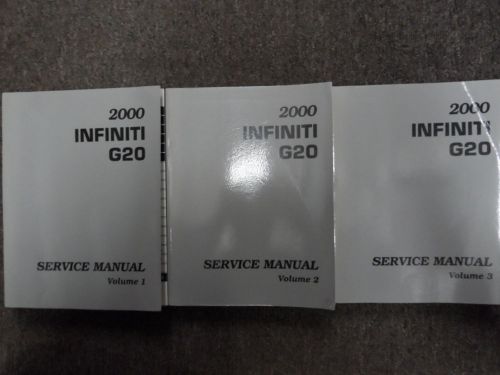 2000
INFINITI
G20
SERVICE MANUAL
Volume 1
2000
INFINITI
G20
SERVICE MANUAL
Volume 2
2000
INFINITI
G20
SERVICE MANUAL
Volume 3